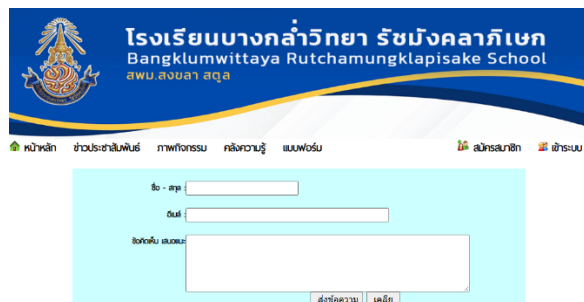 โรงเรียนบางกล่ำวิทยา รัชมังคลาภิเษก
Bangklumwittaya Rutchamungklapisake School
สพม.สงขลา สตูล
หน้าหลัก ข่าวประชาสัมพันธ์ ภาพกิจกรรม คลังความรู้ แบบฟอร์ม สมัครสมาชิก เข้าระบบ
ชื่อ - สกุล :
อีเมล์ :
ข้อคิดเห็น เสนอแนะ
ส่งข้อความ เคลีย